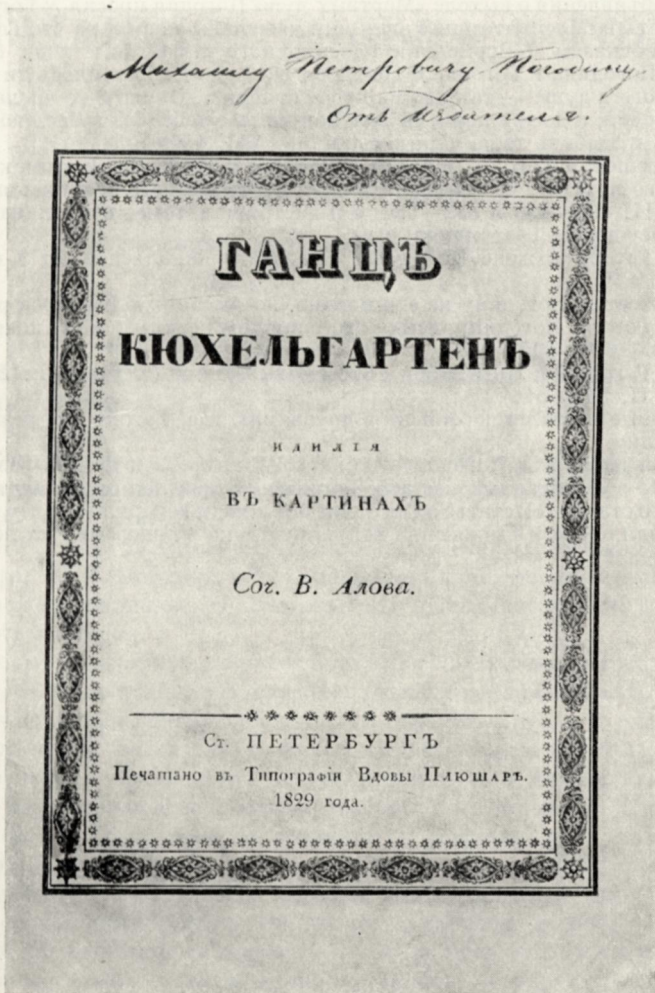 Михаилу Петровичу Погодину.
Отъ Издателя.
ГАНЦЪ
КЮХЕЛЬГАРТЕНЪ
ИДИЛІЯ
ВЪ КАРТИНАХЪ
Соч. В. Алова.
Ст. ПЕТЕРБУРГЪ
Печатано въ Типографіи Вдовы Плюшаръ.
1829 года.